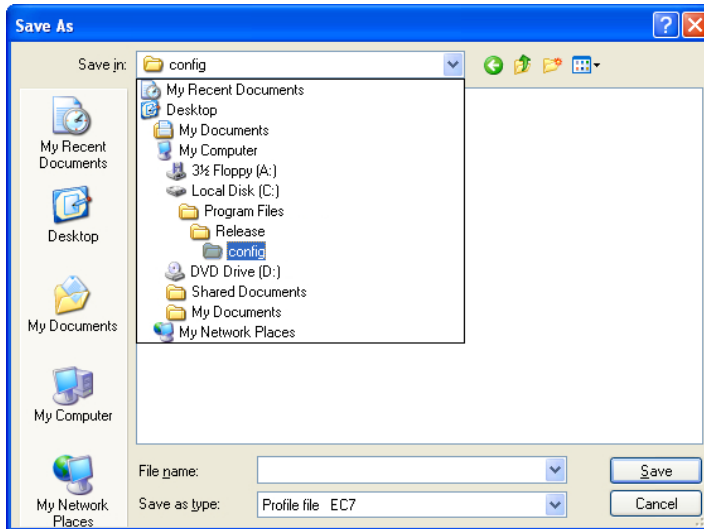 Save As
Save in: config
My Recent Documents
Desktop
My Documents
My Computer
3½ Floppy (A:)
Local Disk (C:)
Program Files
Release
config
DVD Drive (D:)
Shared Documents
My Documents
My Network Places
My Recent
Documents
Desktop
My Documents
My Computer
My Network
Places
File name:
Save
Save as type: Profile file EC7
Cancel